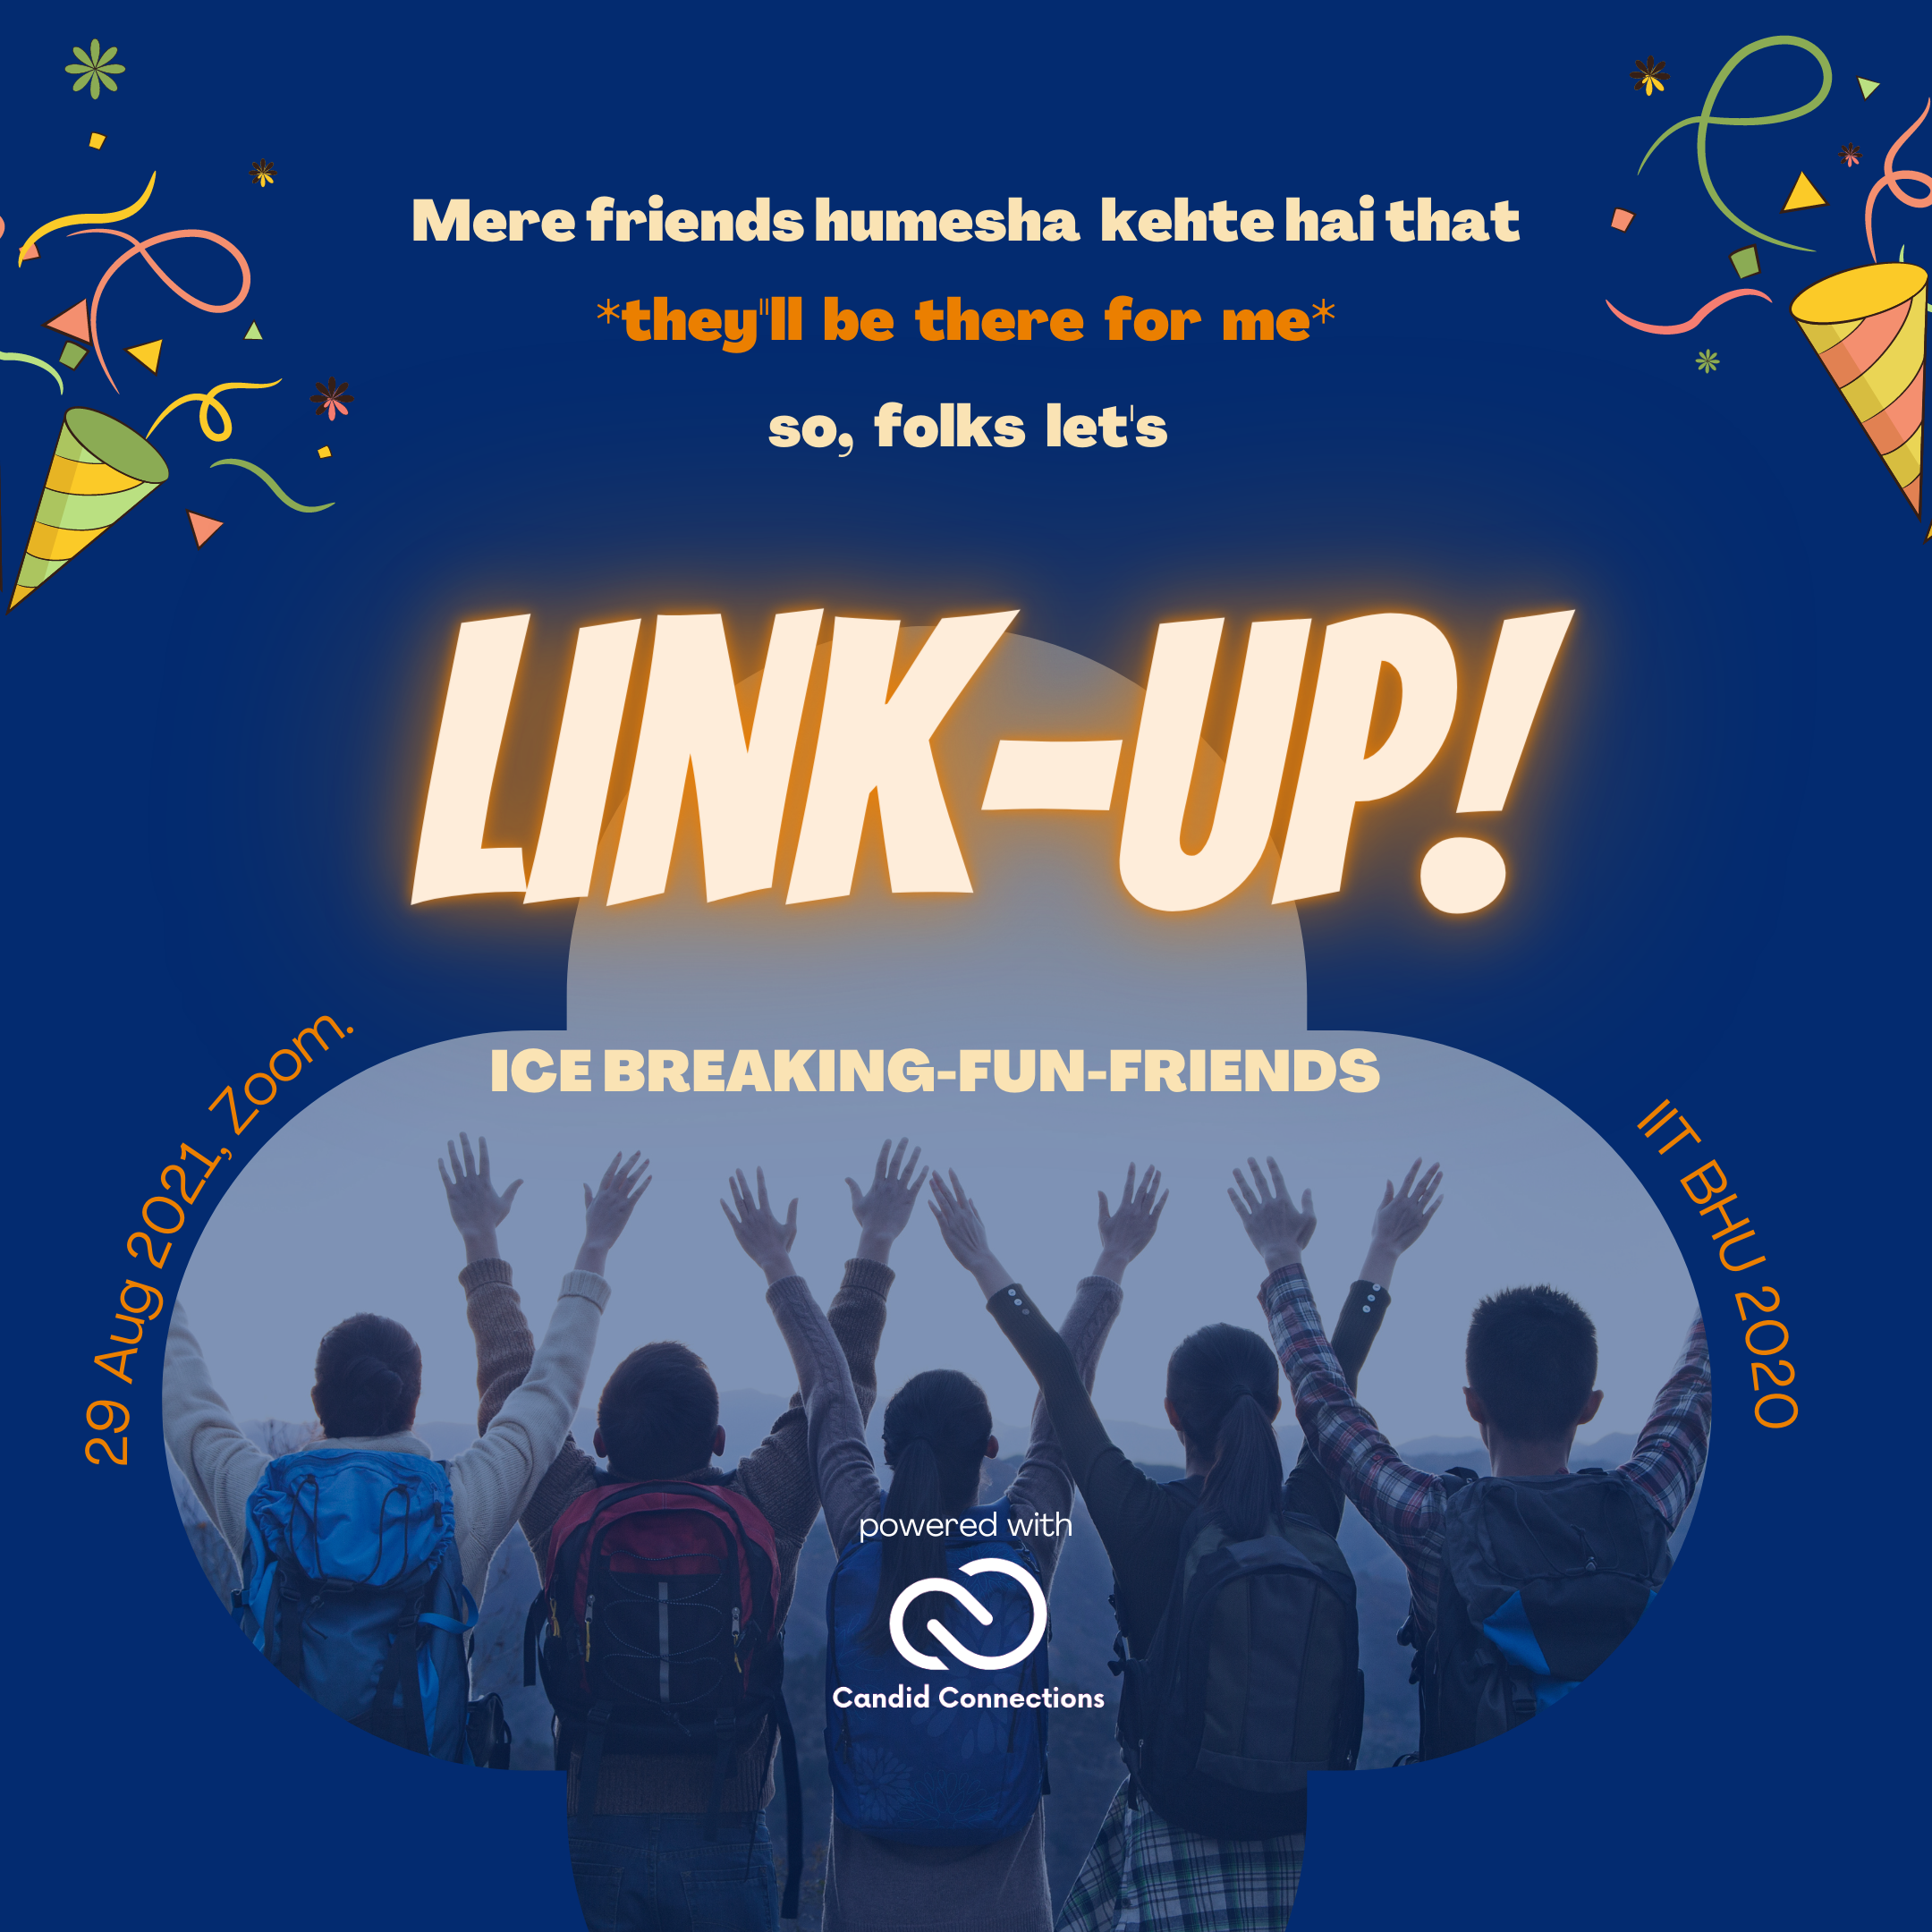 Mere friends humesha kehte hai that
*they"ll be there for me*
so, folks let's
LINK-UP!
ICE BREAKING-FUN-FRIENDS
29 Aug 2021, Zoom.
IIT BHU 2020
powered with
Candid Connections